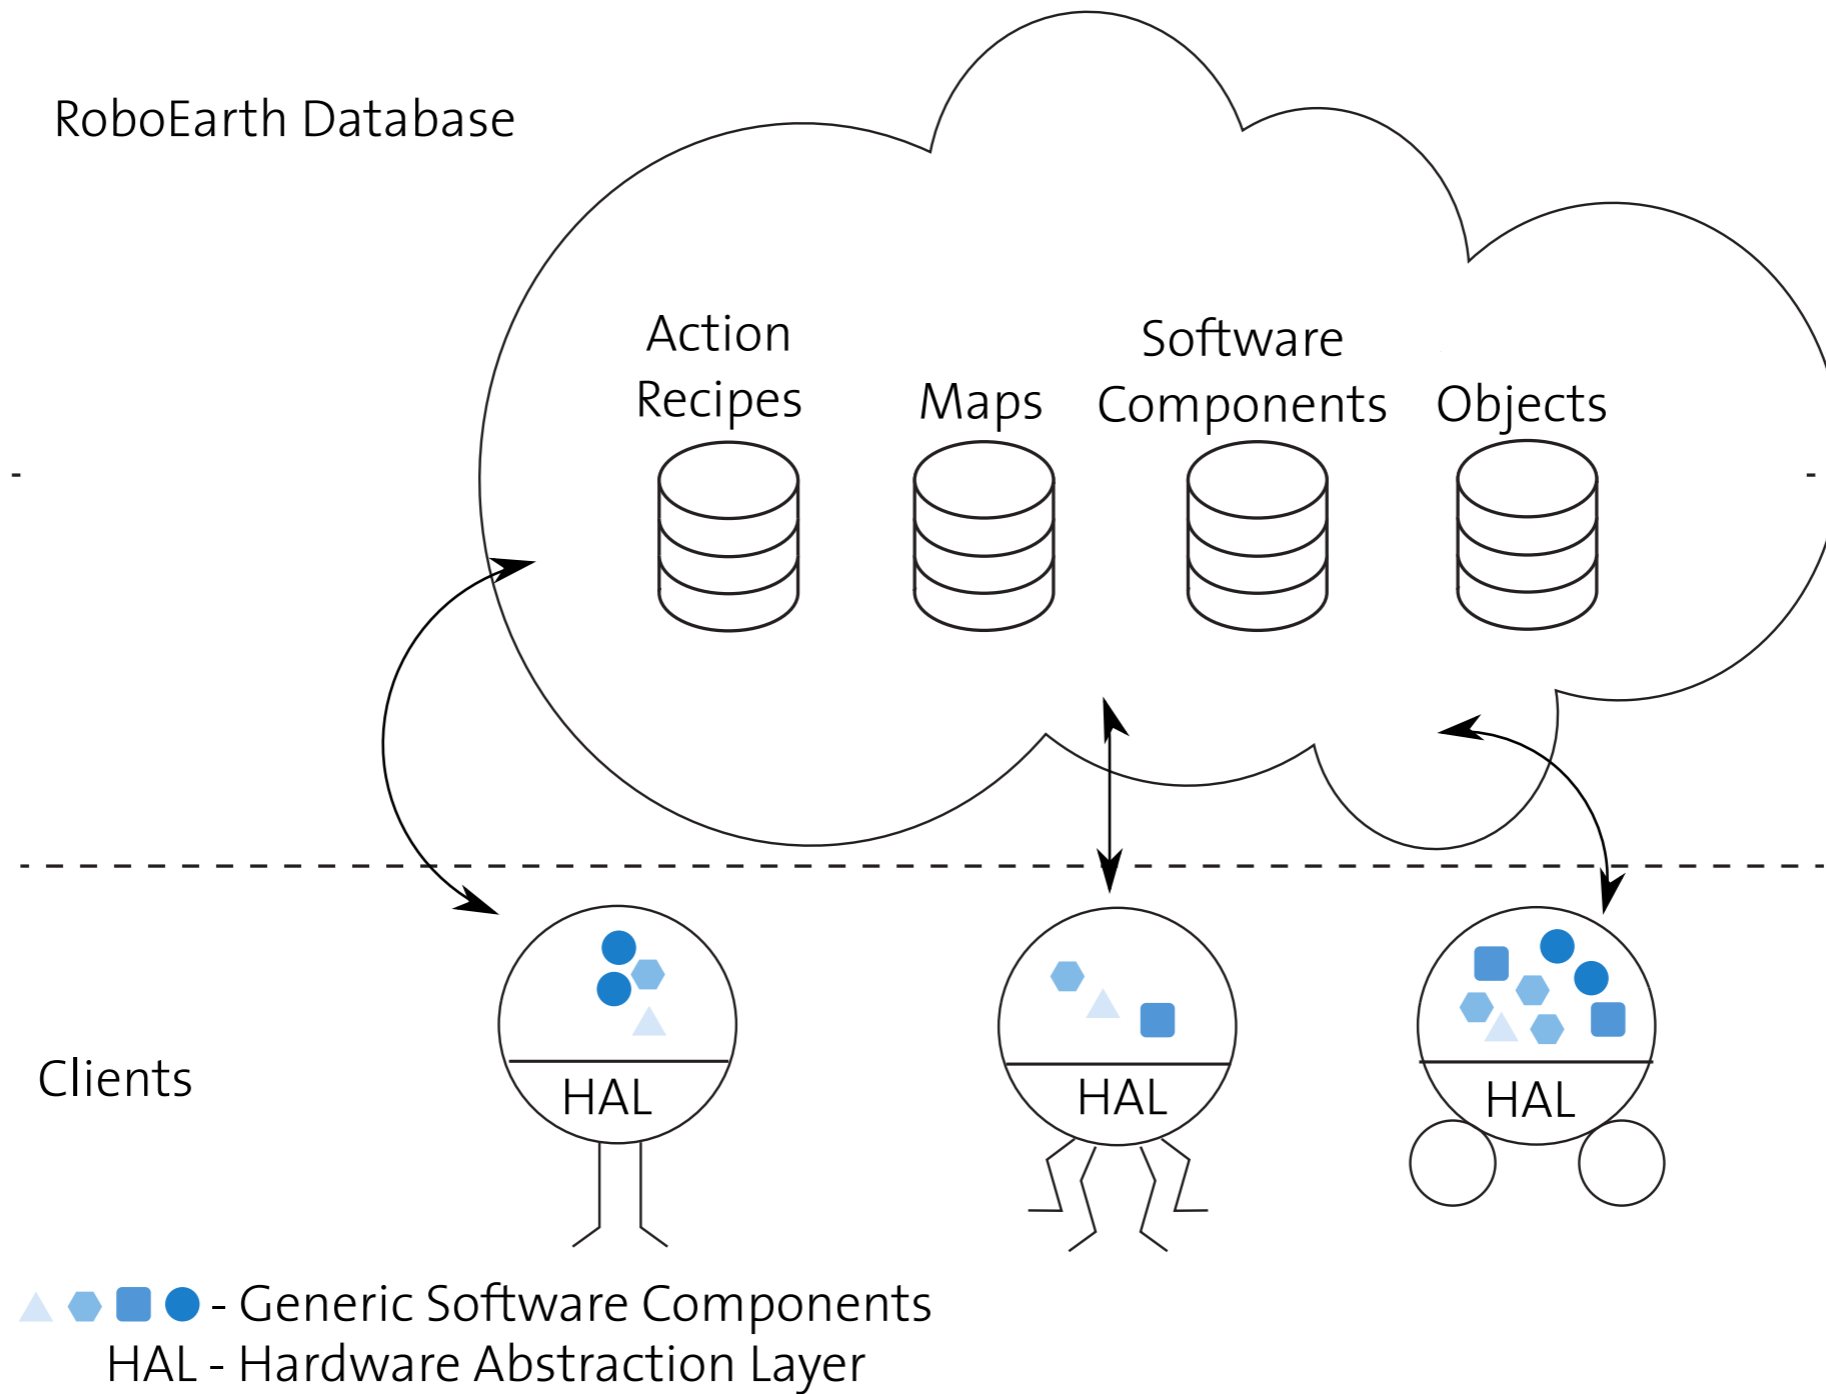 RoboEarth Database
Action
Recipes
Maps
Software
Components
Objects
Clients
HAL
HAL
HAL
- Generic Software Components
HAL - Hardware Abstraction Layer